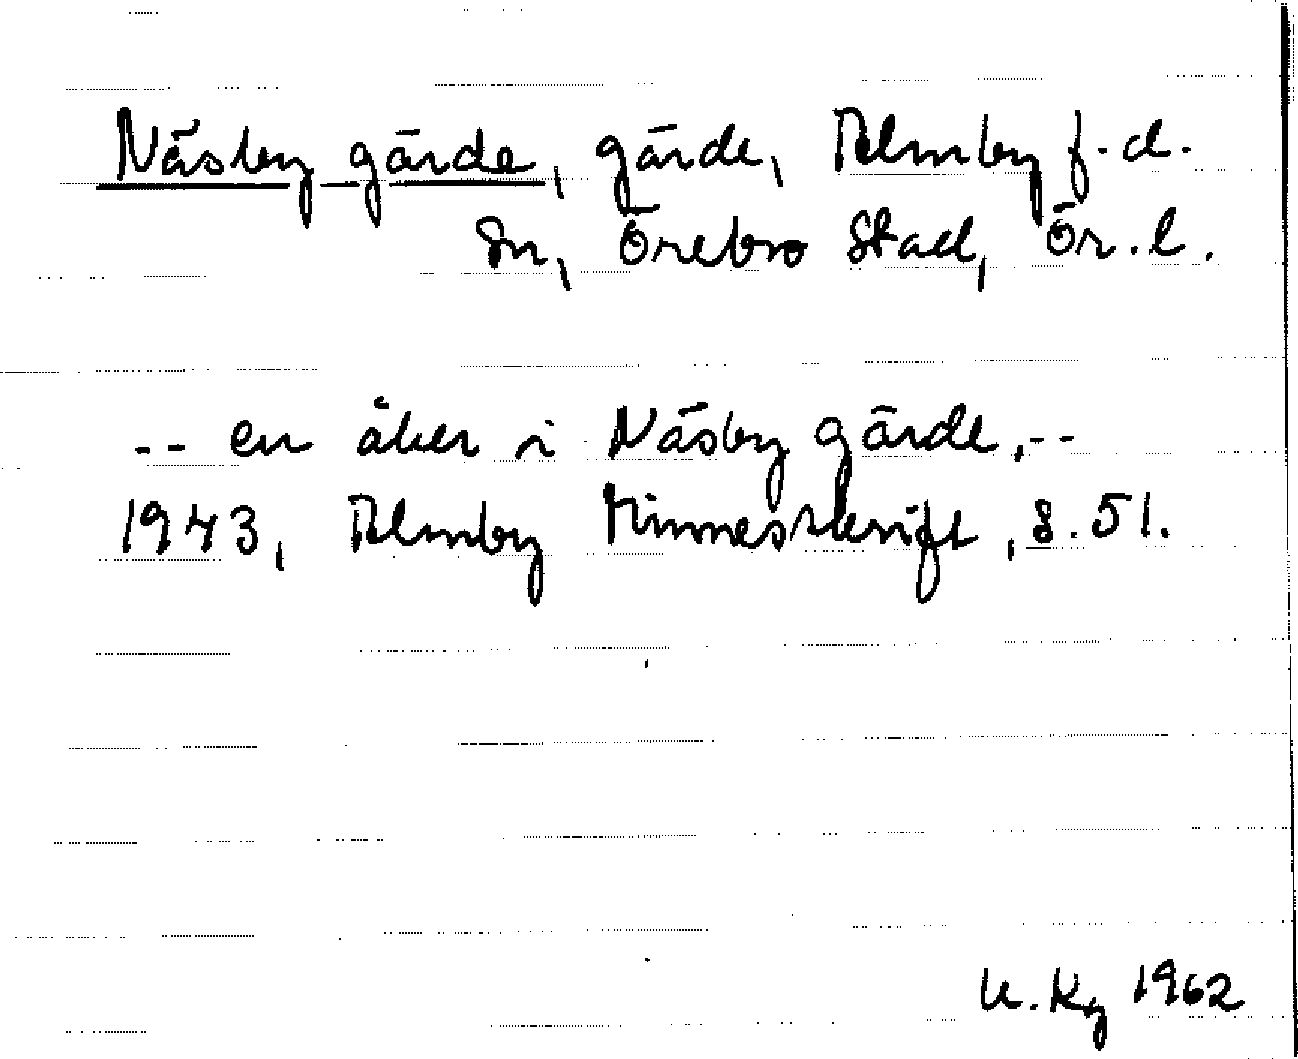 Näsby gärde, gärde, Almby f.d.
sn, Örebro stad, Ör.l.
-- en åker i Näsby gärde, --
1943, Almby Minnesskrift, s. 51.
K. Kg 1962